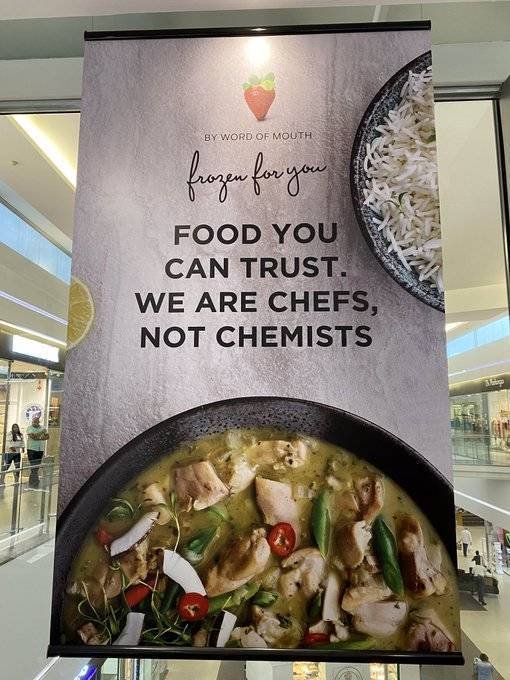 BY WORD OF MOUTH
frozen for you
FOOD YOU
CAN TRUST.
WE ARE CHEFS,
NOT CHEMISTS